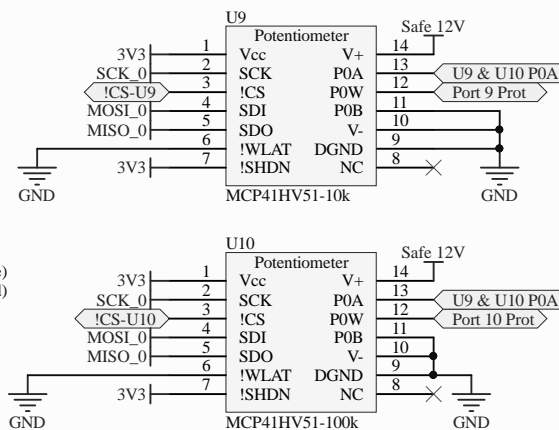 U9
Potentiometer
Safe 12V
3V3 1 Vcc V+ 14
SCK_0 2 SCK P0A 13 U9 & U10 P0A
!CS-U9 3 !CS P0W 12 Port 9 Prot
MOSI_0 4 SDI P0B 11
MISO_0 5 SDO V- 10
6 !WLAT DGND 9
3V3 7 !SHDN NC 8
GND
GND
MCP41HV51-10k
U10
Potentiometer
Safe 12V
e)
l)
3V3 1 Vcc V+ 14
SCK_0 2 SCK P0A 13 U9 & U10 P0A
!CS-U10 3 !CS P0W 12 Port 10 Prot
MOSI_0 4 SDI P0B 11
MISO_0 5 SDO V- 10
6 !WLAT DGND 9
3V3 7 !SHDN NC 8
GND
GND
MCP41HV51-100k